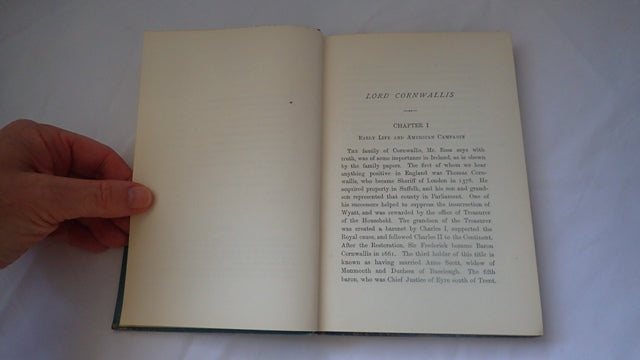 LORD CORNWALLIS
CHAPTER I
EARLY LIFE AND AMERICAN CAMPAIGN
THE family of Cornwallis, Mr. Ross says with
truth, was of some importance in Ireland, as is shewn
by the family papers. The first of whom we hear
anything positive in England was Thomas Corn-
wallis, who became Sheriff of London in 1378. He
acquired property in Suffolk, and his son and grand-
son represented that county in Parliament. One of
his successors helped to suppress the insurrection of
Wyatt, and was rewarded by the office of Treasurer
of the Household. The grandson of the Treasurer
was created a baronet by Charles I, supported the
Royal cause, and followed Charles II to the Continent.
After the Restoration, Sir Frederick became Baron
Cornwallis in 1661. The third holder of this title is
known as having married Anne Scott, widow of
Monmouth and Duchess of Buccleugh. The fifth
baron, who was Chief Justice of Eyre south of Trent,